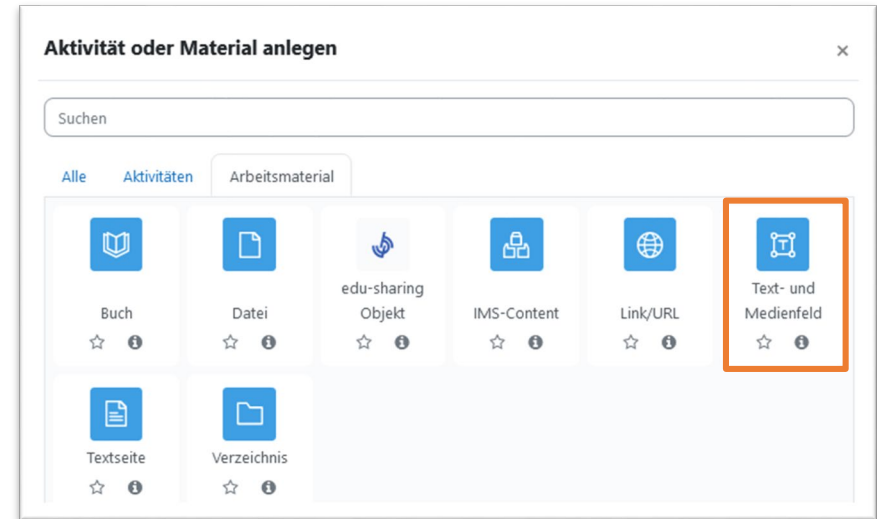 Aktivität oder Material anlegen
×
Suchen
Alle Aktivitäten Arbeitsmaterial
Buch
Datei
edu-sharing
Objekt
IMS-Content
Link/URL
Text- und
Medienfeld
Textseite
Verzeichnis